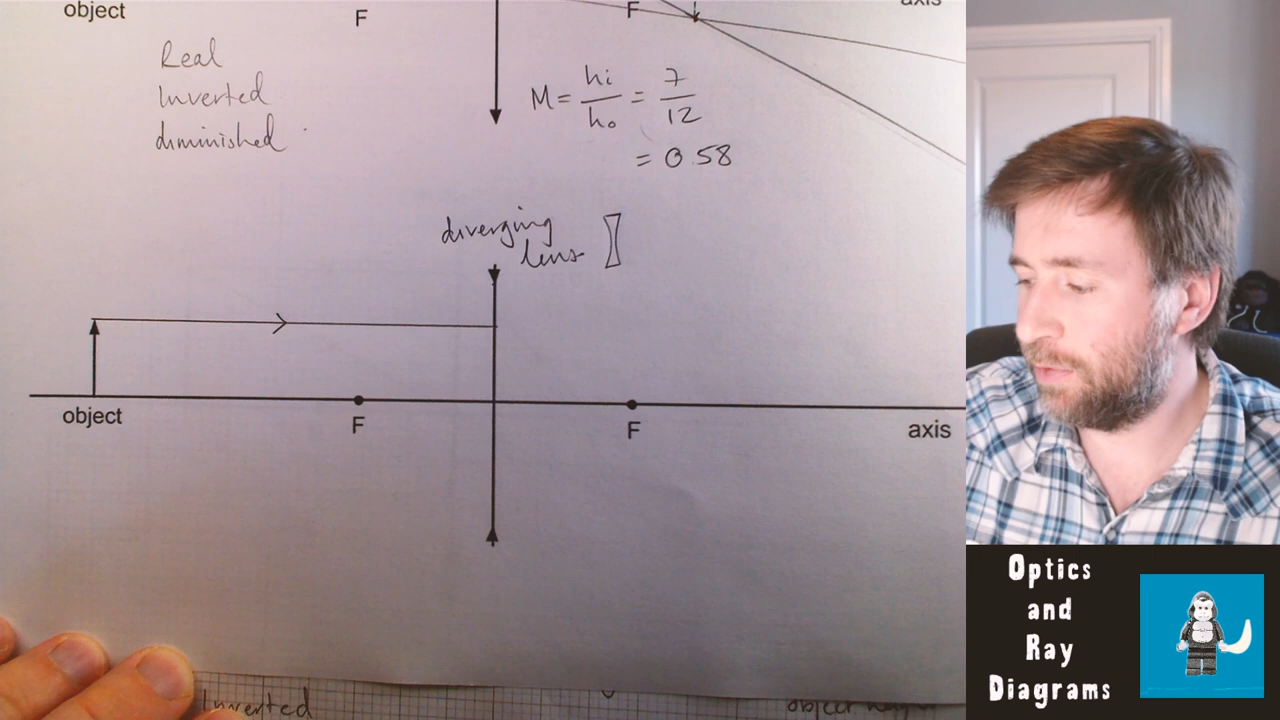 object
F
F
axis
Real
Inverted
diminished
M = hi/ho = 7/12
= 0.58
diverging
lens
object
F
F
axis
Inverted
Optics
and
Ray
Diagrams